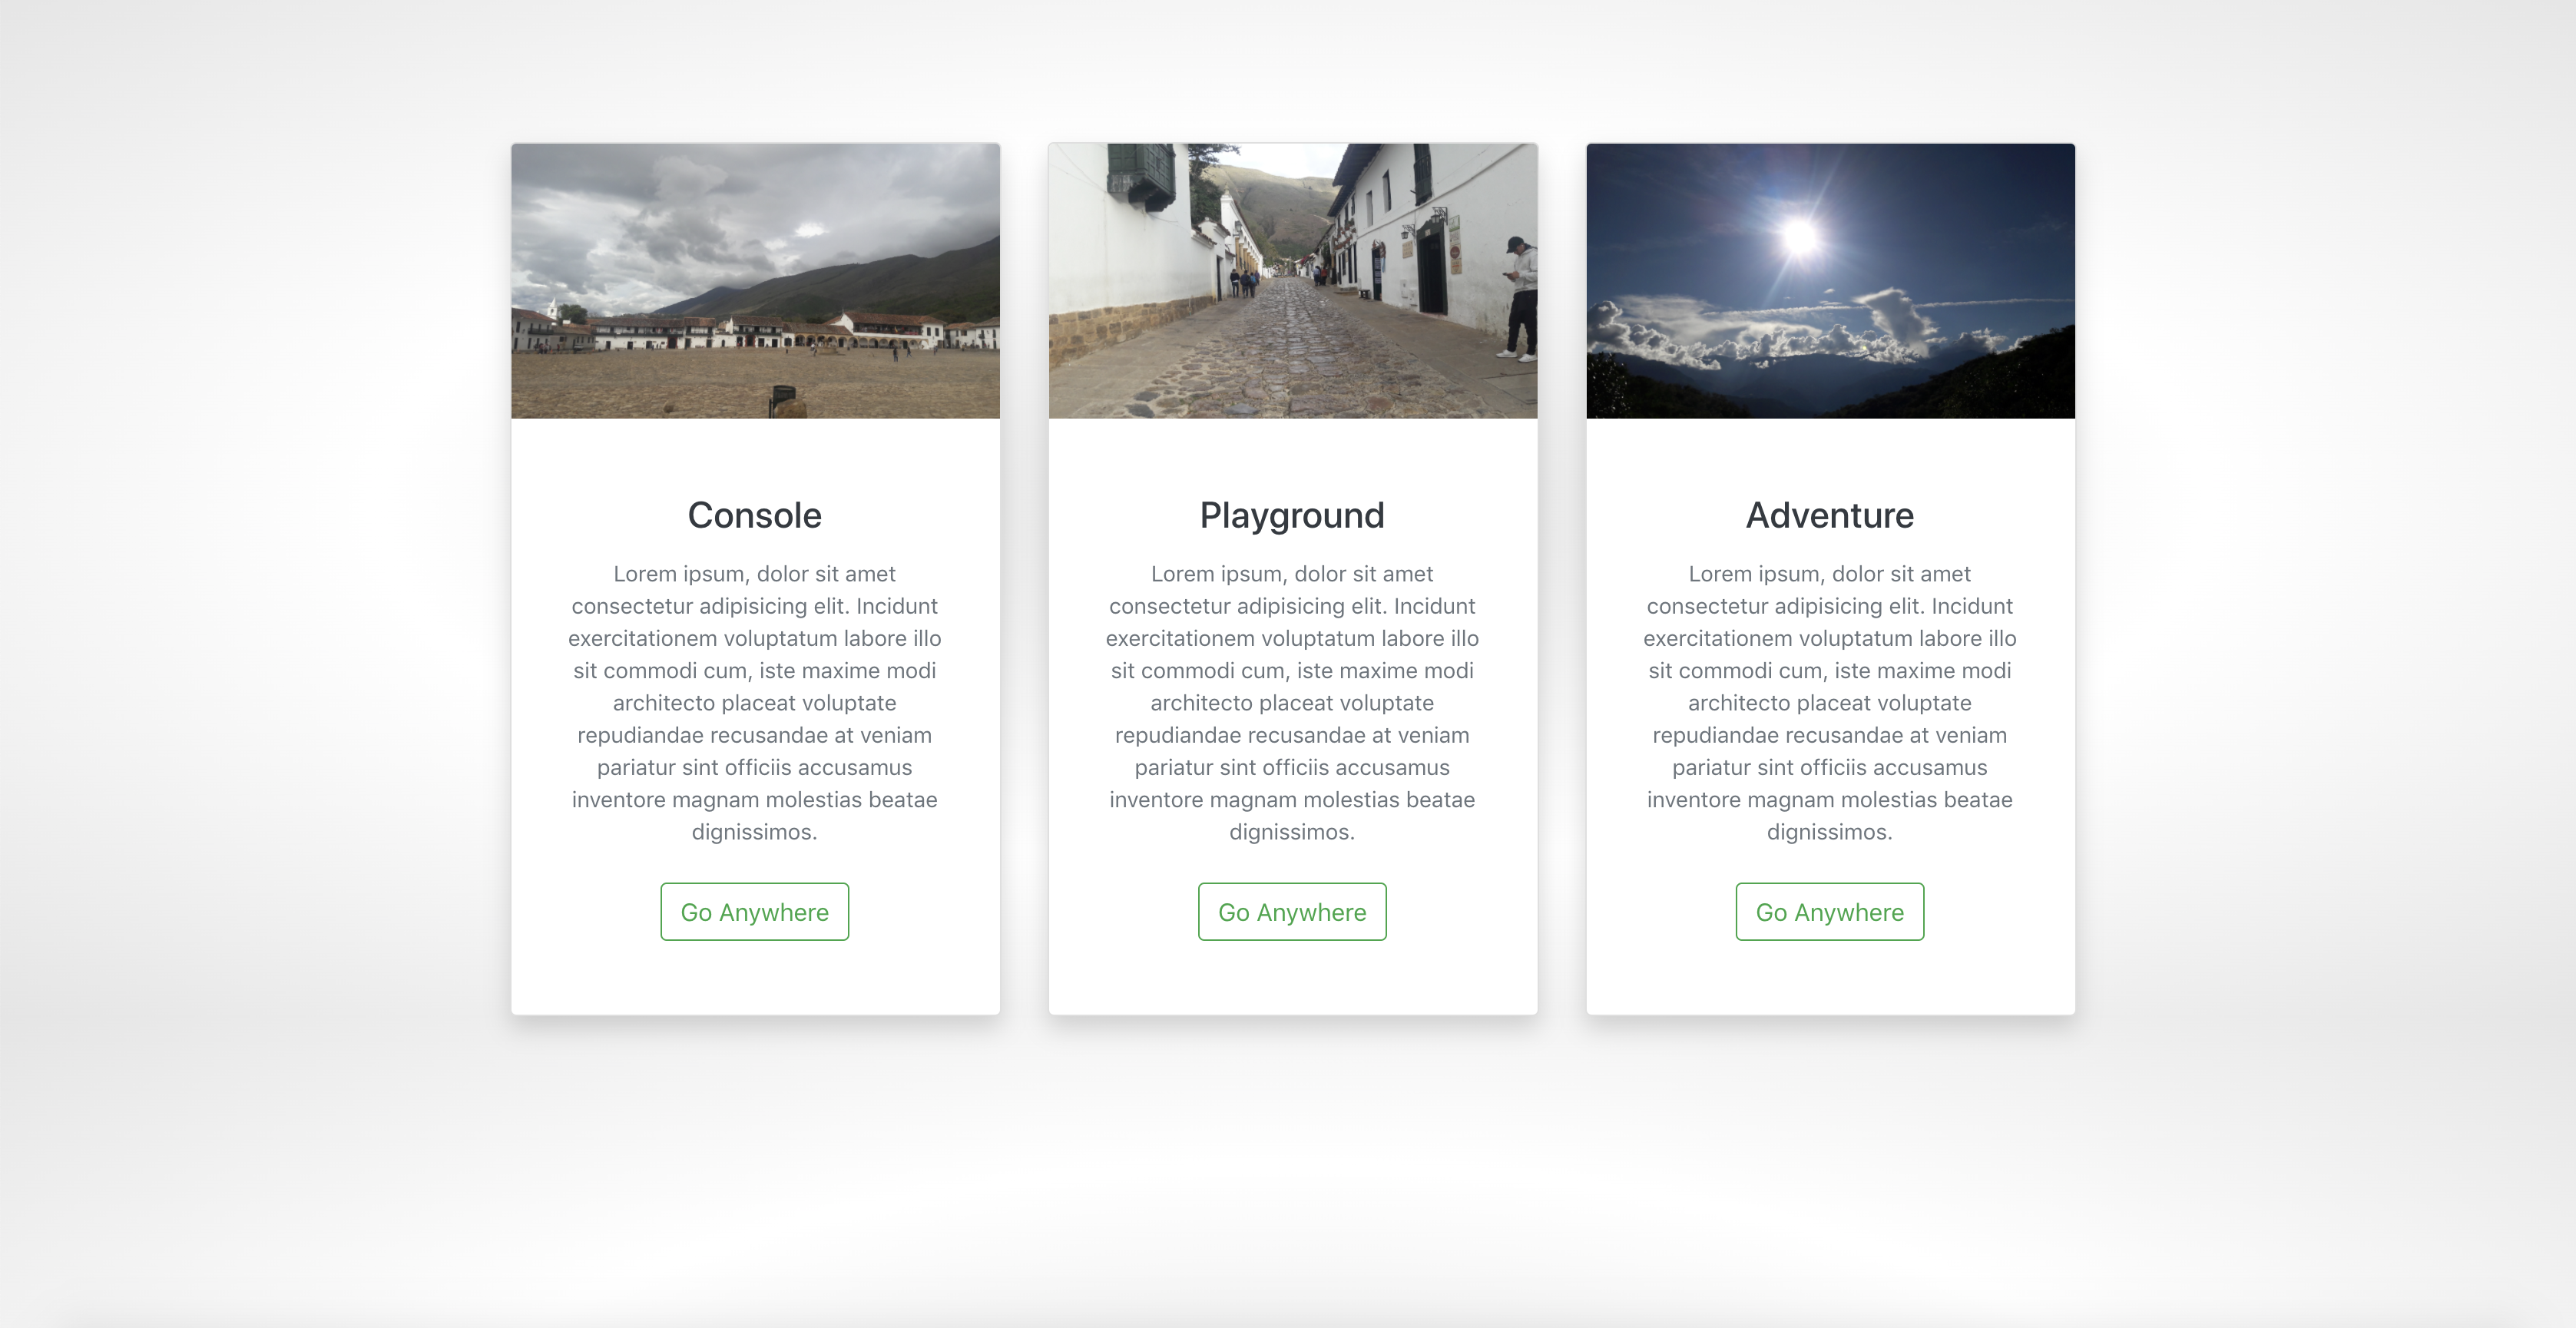 Console
Lorem ipsum, dolor sit amet
consectetur adipisicing elit. Incidunt
exercitationem voluptatum labore illo
sit commodi cum, iste maxime modi
architecto placeat voluptate
repudiandae recusandae at veniam
pariatur sint officiis accusamus
inventore magnam molestias beatae
dignissimos.
Go Anywhere
Playground
Lorem ipsum, dolor sit amet
consectetur adipisicing elit. Incidunt
exercitationem voluptatum labore illo
sit commodi cum, iste maxime modi
architecto placeat voluptate
repudiandae recusandae at veniam
pariatur sint officiis accusamus
inventore magnam molestias beatae
dignissimos.
Go Anywhere
Adventure
Lorem ipsum, dolor sit amet
consectetur adipisicing elit. Incidunt
exercitationem voluptatum labore illo
sit commodi cum, iste maxime modi
architecto placeat voluptate
repudiandae recusandae at veniam
pariatur sint officiis accusamus
inventore magnam molestias beatae
dignissimos.
Go Anywhere